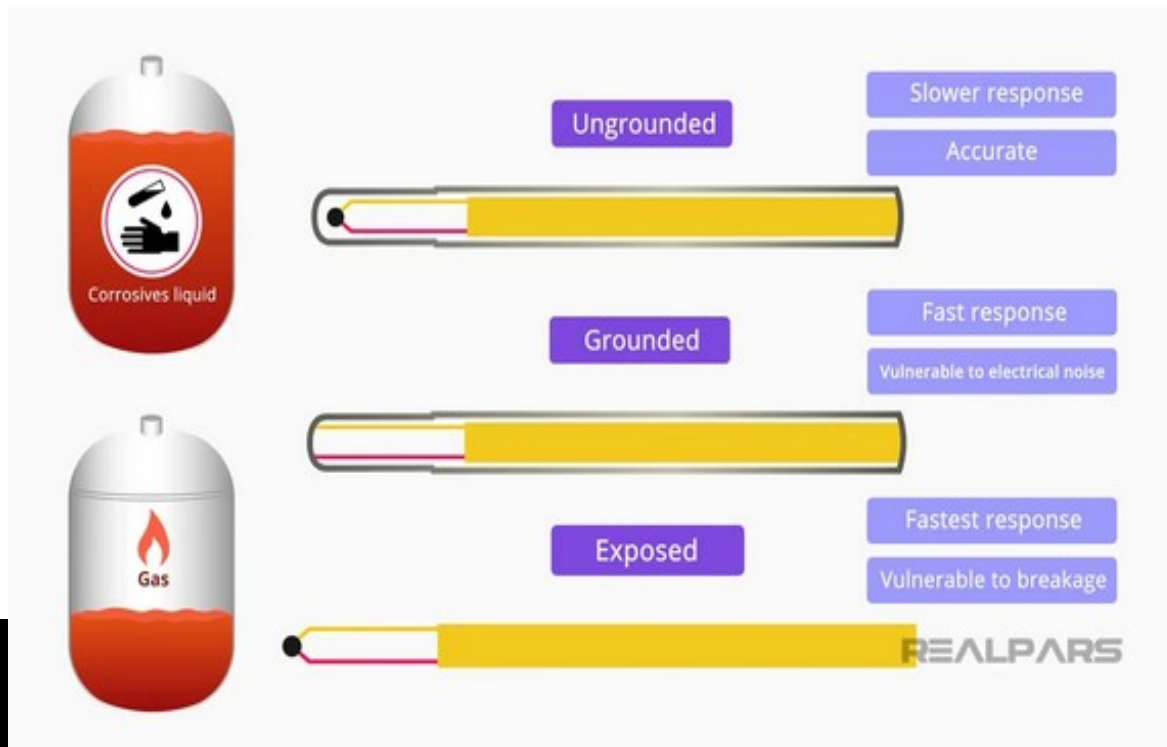 Ungrounded
Slower response
Accurate
Corrosives liquid
Grounded
Fast response
Vulnerable to electrical noise
Gas
Exposed
Fastest response
Vulnerable to breakage
REALPARS